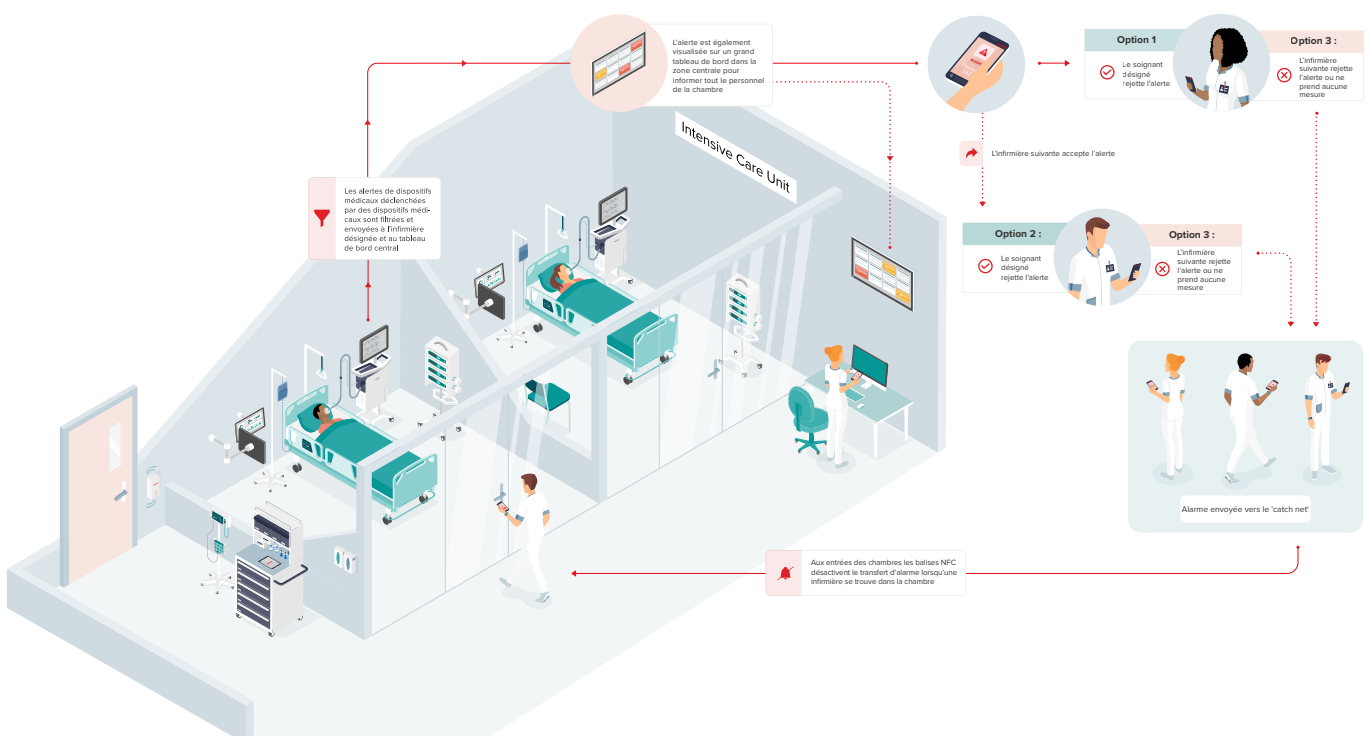 L'alerte est également
visualisée sur un grand
tableau de bord dans la
zone centrale pour
informer tout le personnel
de la chambre
ALERT
Option 1
Le soignant
désigné
rejette l'alerte
Option 3 :
L'infirmière
suivante rejette
l'alerte ou ne
prend aucune
mesure
Intensive Care Unit
L'infirmière suivante accepte l'alerte
Les alertes de dispositifs
médicaux déclenchées
par des dispositifs médi-
caux sont filtrées et
envoyées à l'infirmière
désignée et au tableau
de bord central
Option 2 :
Le soignant
désigné
rejette l'alerte
Option 3 :
L'infirmière
suivante rejette
l'alerte ou ne
prend aucune
mesure
Alarme envoyée vers le 'catch net'
Aux entrées des chambres les balises NFC
désactivent le transfert d'alarme lorsqu'une
infirmière se trouve dans la chambre